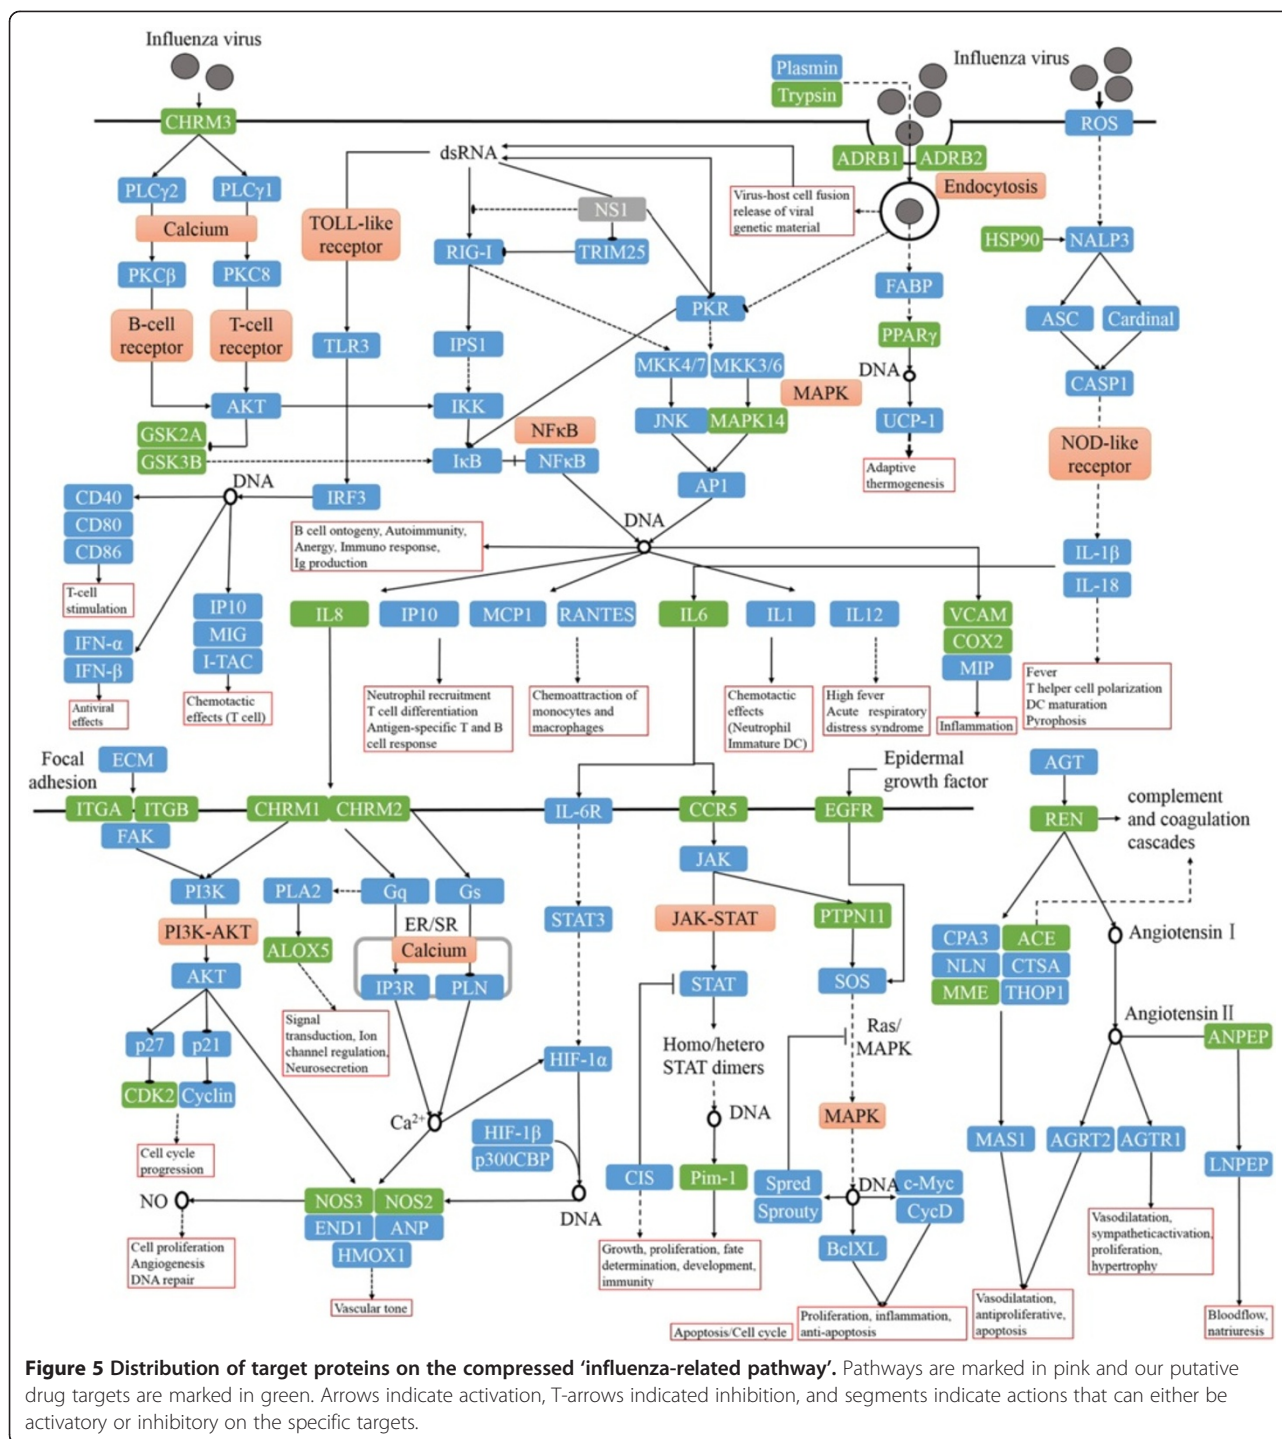 Influenza virus
CHRM3
PLCγ2
PLCγ1
Calcium
PKCβ
PKC8
B-cell
receptor
T-cell
receptor
AKT
GSK2A
GSK3B
dsRNA
TOLL-like
receptor
NS1
RIG-I
TRIM25
PKR
TLR3
IPS1
MKK4/7
MKK3/6
MAPK
IKK
JNK
MAPK14
NFκB
IκB
NFκB
AP1
Plasmin
Trypsin
Influenza virus
ROS
ADRB1
ADRB2
Endocytosis
Virus-host cell fusion
release of viral
genetic material
HSP90
NALP3
FABP
PPARγ
DNA
UCP-1
Adaptive
thermogenesis
ASC
Cardinal
CASP1
NOD-like
receptor
IL-1β
IL-18
Fever
T helper cell polarization
DC maturation
Pyrophosis
DNA
CD40
CD80
CD86
IRF3
T-cell
stimulation
IFN-α
IFN-β
Antiviral
effects
IP10
MIG
I-TAC
Chemotactic
effects (T cell)
DNA
B cell ontogeny, Autoimmunity,
Anergy, Immuno response,
Ig production
IL8
IP10
MCP1
RANTES
IL6
IL1
IL12
VCAM
COX2
MIP
Neutrophil recruitment
T cell differentiation
Antigen-specific T and B
cell response
Chemoattraction of
monocytes and
macrophages
Chemotactic
effects
(Neutrophil
Immature DC)
High fever
Acute respiratory
distress syndrome
Inflammation
Focal
adhesion
ECM
ITGA
ITGB
FAK
CHRM1
CHRM2
IL-6R
CCR5
EGFR
Epidermal
growth factor
AGT
REN
complement
and coagulation
cascades
PI3K
PLA2
Gq
Gs
ER/SR
JAK
PI3K-AKT
ALOX5
Calcium
STAT3
JAK-STAT
PTPN11
AKT
IP3R
PLN
STAT
SOS
CPA3
ACE
NLN
CTSA
MME
THOP1
Angiotensin Ⅰ
Angiotensin Ⅱ
ANPEP
p27
p21
CDK2
Cyclin
Signal
transduction, Ion
channel regulation,
Neurosecretion
HIF-1α
Homo/hetero
STAT dimers
Ras/
MAPK
DNA
MAPK
Cell cycle
progression
Ca2+
HIF-1β
p300CBP
CIS
Pim-1
Spred
Sprouty
DNA
c-Myc
CycD
MAS1
AGRT2
AGTR1
LNPEP
NO
NOS3
NOS2
END1
ANP
HMOX1
DNA
BclXL
Cell proliferation
Angiogenesis
DNA repair
Vascular tone
Growth, proliferation, fate
determination, development,
immunity
Apoptosis/Cell cycle
Proliferation, inflammation,
anti-apoptosis
Vasodilatation,
antiproliferative,
apoptosis
Vasodilatation,
sympatheticactivation,
proliferation,
hypertrophy
Bloodflow,
natriuresis
Figure 5 Distribution of target proteins on the compressed ‘influenza-related pathway’. Pathways are marked in pink and our putative
drug targets are marked in green. Arrows indicate activation, T-arrows indicated inhibition, and segments indicate actions that can either be
activatory or inhibitory on the specific targets.